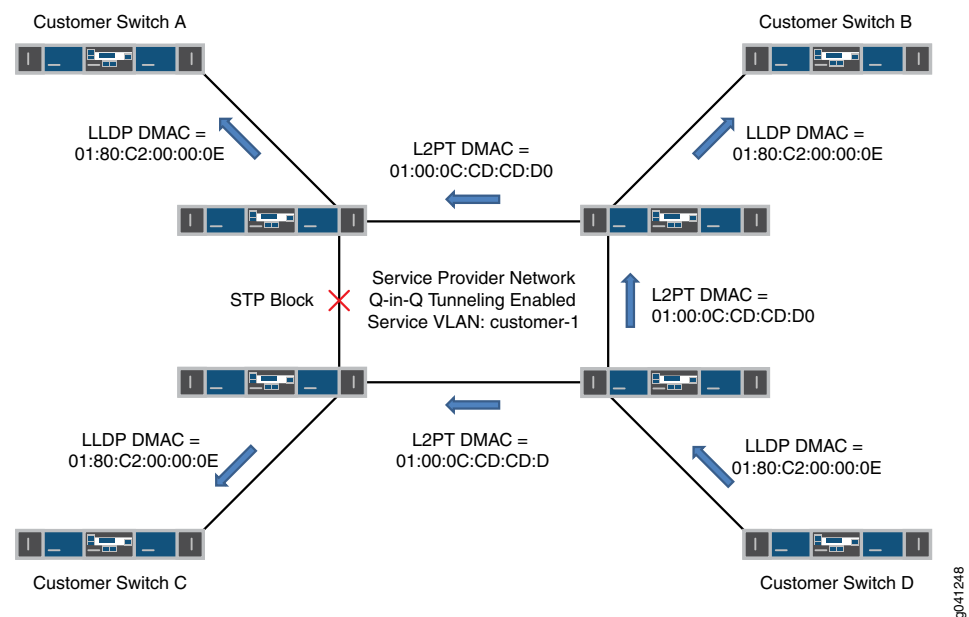 Customer Switch A
Customer Switch B
LLDP DMAC =
01:80:C2:00:00:0E
L2PT DMAC =
01:00:0C:CD:CD:D0
LLDP DMAC =
01:80:C2:00:00:0E
STP Block
Service Provider Network
Q-in-Q Tunneling Enabled
Service VLAN: customer-1
L2PT DMAC =
01:00:0C:CD:CD:D0
LLDP DMAC =
01:80:C2:00:00:0E
L2PT DMAC =
01:00:0C:CD:CD:D
LLDP DMAC =
01:80:C2:00:00:0E
Customer Switch C
Customer Switch D
g041248